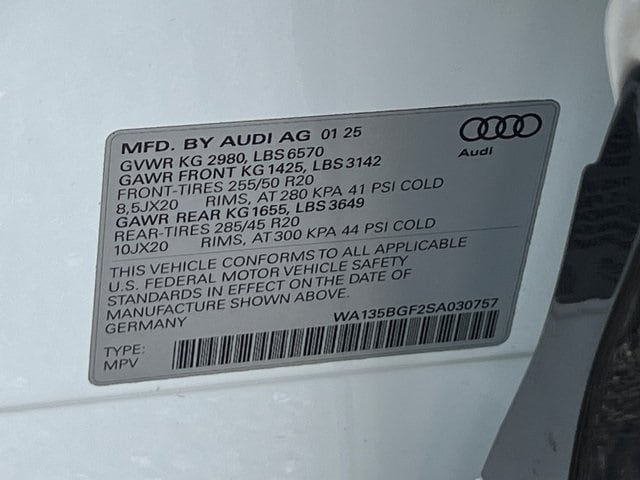 MFD. BY AUDI AG 01 25
Audi
GVWR KG 2980, LBS 6570
GAWR FRONT KG 1425, LBS 3142
FRONT-TIRES 255/50 R20
8,5JX20 RIMS, AT 280 KPA 41 PSI COLD
GAWR REAR KG 1655, LBS 3649
REAR-TIRES 285/45 R20
10JX20 RIMS, AT 300 KPA 44 PSI COLD
THIS VEHICLE CONFORMS TO ALL APPLICABLE
U.S. FEDERAL MOTOR VEHICLE SAFETY
STANDARDS IN EFFECT ON THE DATE OF
MANUFACTURE SHOWN ABOVE.
GERMANY
WA135BGF2SA030757
TYPE:
MPV